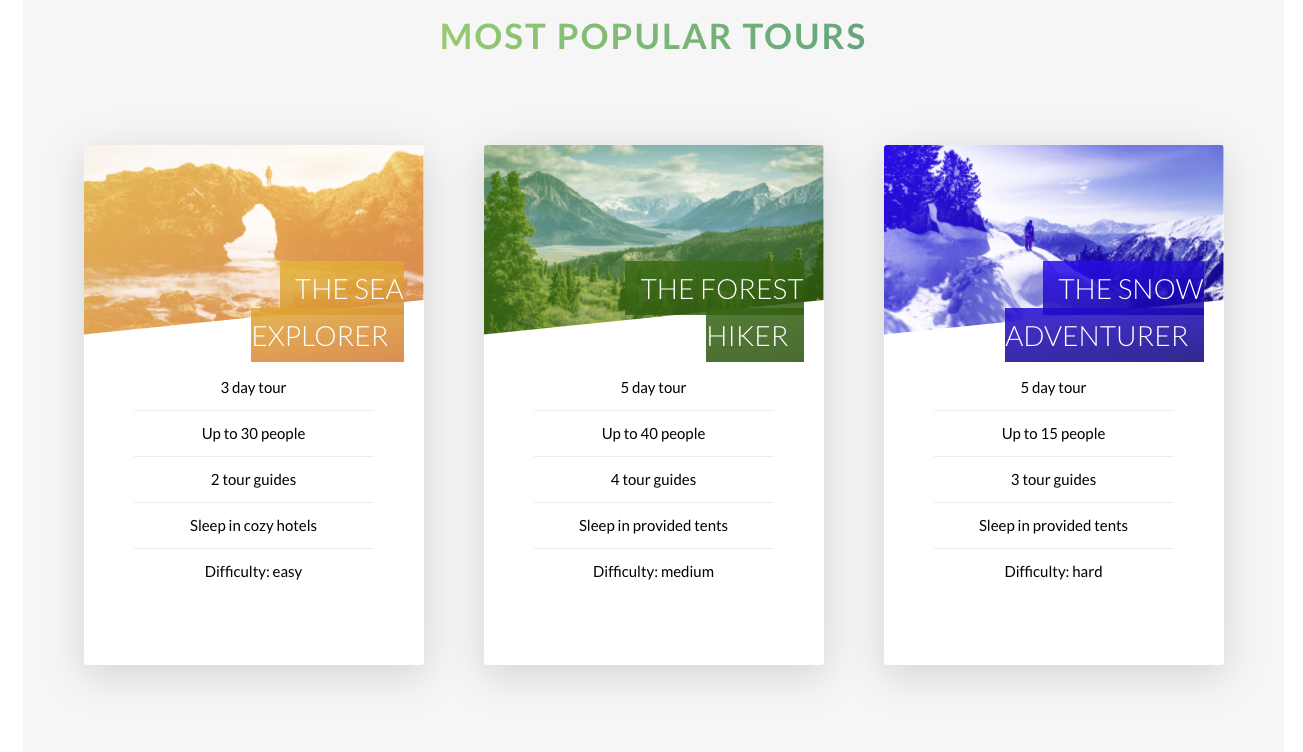 MOST POPULAR TOURS
THE SEA
EXPLORER
3 day tour
Up to 30 people
2 tour guides
Sleep in cozy hotels
Difficulty: easy
THE FOREST
HIKER
5 day tour
Up to 40 people
4 tour guides
Sleep in provided tents
Difficulty: medium
THE SNOW
ADVENTURER
5 day tour
Up to 15 people
3 tour guides
Sleep in provided tents
Difficulty: hard